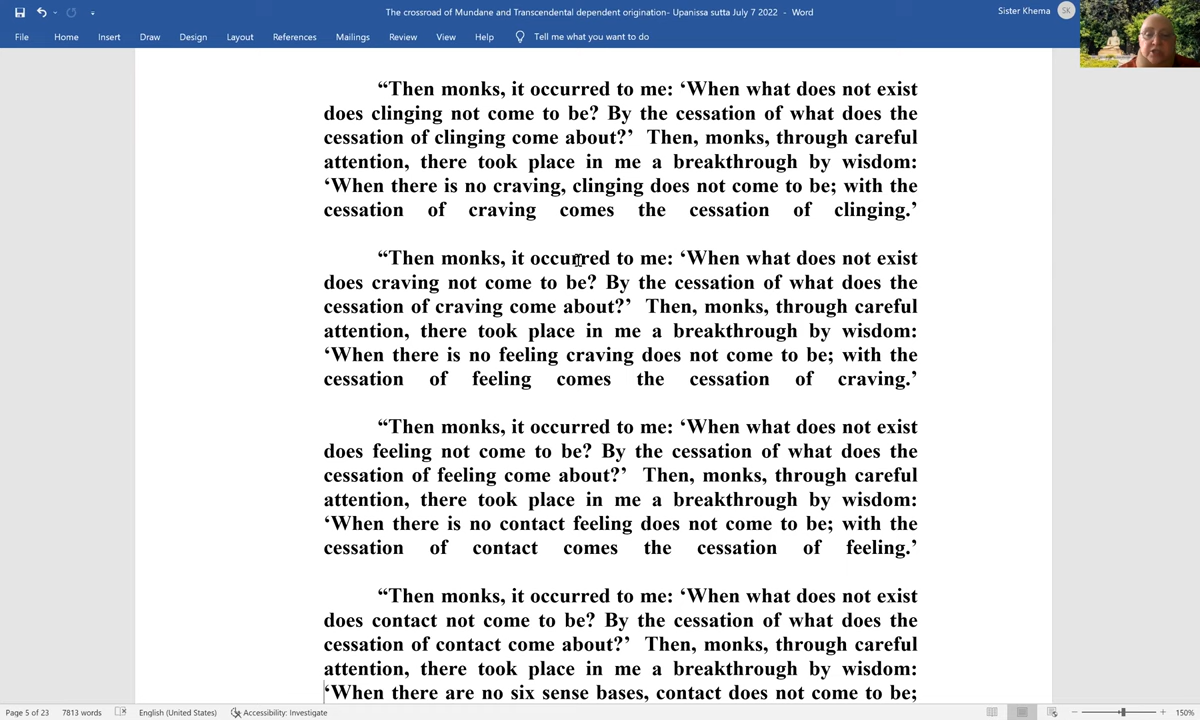 The crossroad of Mundane and Transcendental dependent origination- Upanissa sutta July 7 2022 - Word
Sister Khema SK
File Home Insert Draw Design Layout References Mailings Review View Help Tell me what you want to do
“Then monks, it occurred to me: ‘When what does not exist
does clinging not come to be? By the cessation of what does the
cessation of clinging come about?’ Then, monks, through careful
attention, there took place in me a breakthrough by wisdom:
‘When there is no craving, clinging does not come to be; with the
cessation of craving comes the cessation of clinging.’
“Then monks, it occurred to me: ‘When what does not exist
does craving not come to be? By the cessation of what does the
cessation of craving come about?’ Then, monks, through careful
attention, there took place in me a breakthrough by wisdom:
‘When there is no feeling craving does not come to be; with the
cessation of feeling comes the cessation of craving.’
“Then monks, it occurred to me: ‘When what does not exist
does feeling not come to be? By the cessation of what does the
cessation of feeling come about?’ Then, monks, through careful
attention, there took place in me a breakthrough by wisdom:
‘When there is no contact feeling does not come to be; with the
cessation of contact comes the cessation of feeling.’
“Then monks, it occurred to me: ‘When what does not exist
does contact not come to be? By the cessation of what does the
cessation of contact come about?’ Then, monks, through careful
attention, there took place in me a breakthrough by wisdom:
‘When there are no six sense bases, contact does not come to be;
Page 5 of 23 7813 words English (United States) Accessibility: Investigate 150%